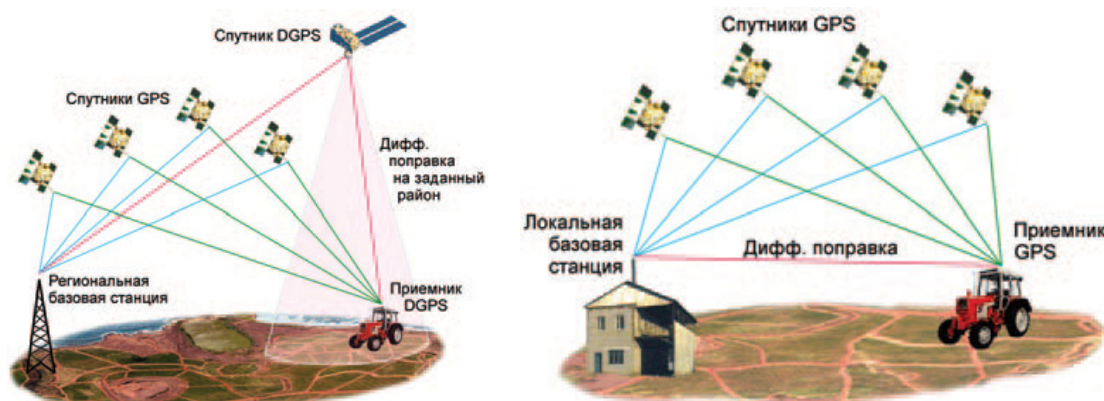 Спутник DGPS
Спутники GPS
Дифф.
поправка
на заданный
район
Региональная
базовая станция
Приемник
DGPS
Спутники GPS
Локальная
базовая
станция
Дифф. поправка
Приемник
GPS